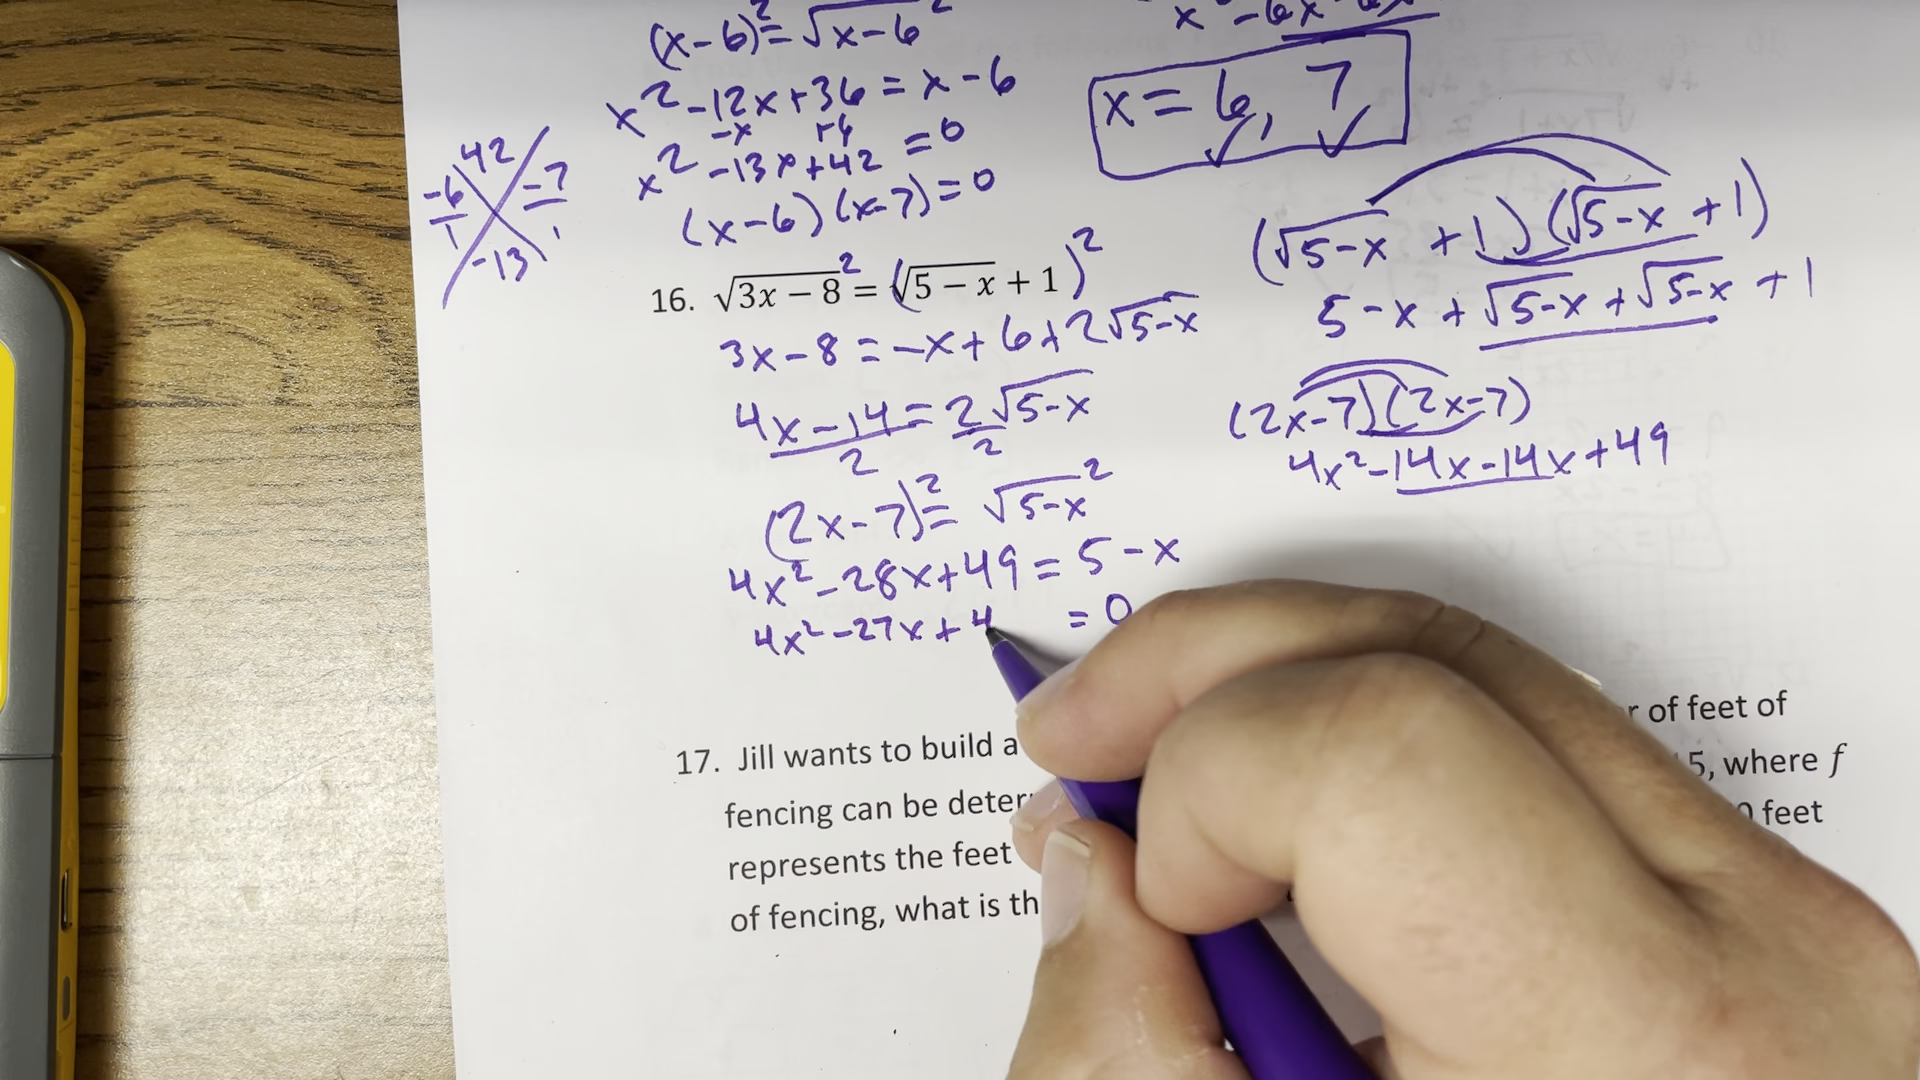 (x-6)²=√x-6²
x²-12x+36=x-6
-x +6
x²-13x+42 =0
(x-6)(x-7)=0
42
-6 -7
1 1
-13
x=6, 7
16. √3x − 8² = (√5 − x + 1)²
3x-8=-x+6+2√5-x
4x-14=2√5-x
2 2
(2x-7)²=√5-x²
4x²-28x+49=5-x
4x²-27x+4 =0
(√5-x +1)(√5-x +1)
5-x+√5-x+√5-x+1
(2x-7)(2x-7)
4x²-14x-14x+49
17. Jill wants to build a of feet of
fencing can be 5, where f
represents the feet feet
of fencing, what is